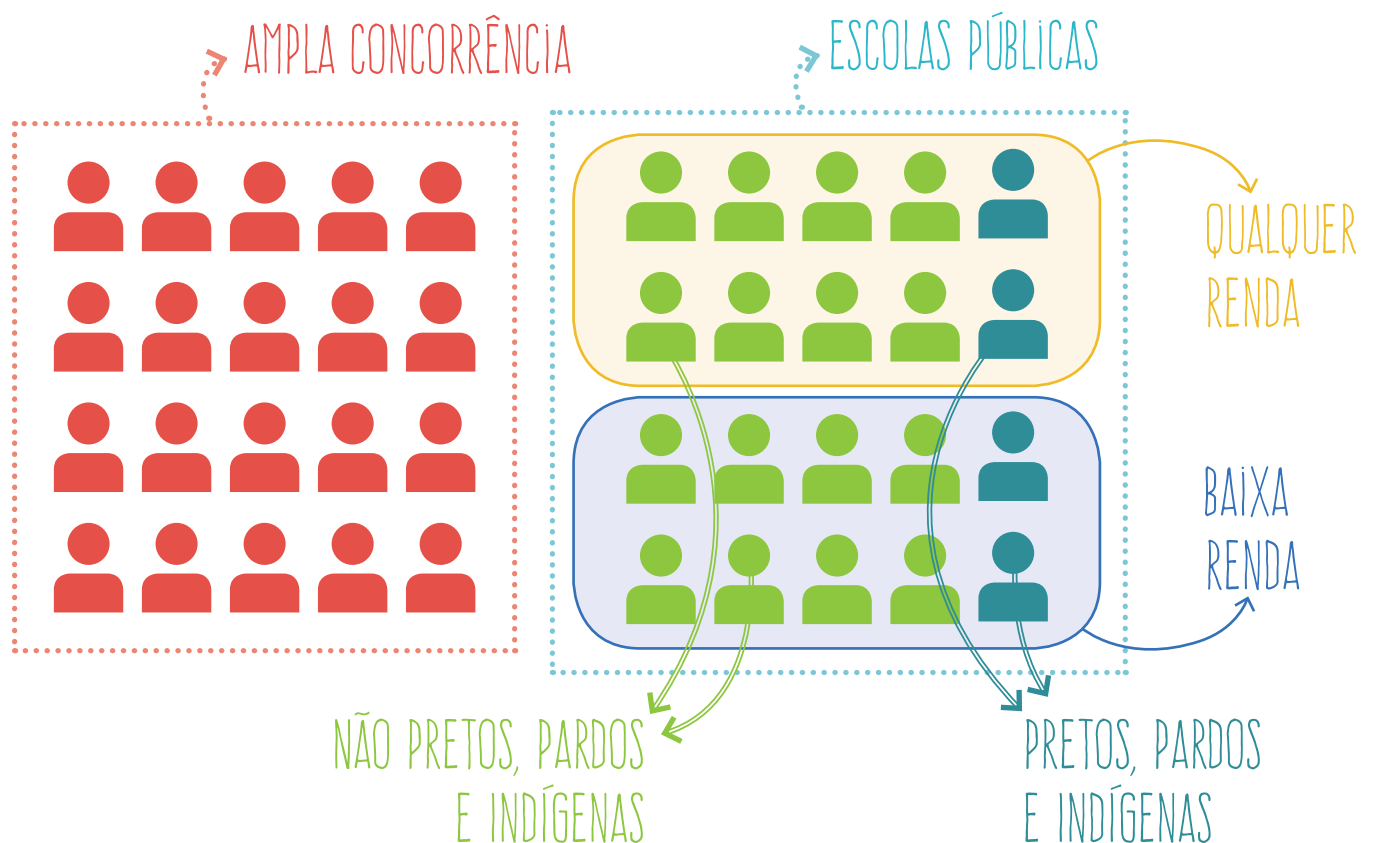 AMPLA CONCORRÊNCIA
ESCOLAS PÚBLICAS
QUALQUER
RENDA
BAIXA
RENDA
NÃO PRETOS, PARDOS
E INDÍGENAS
PRETOS, PARDOS
E INDÍGENAS